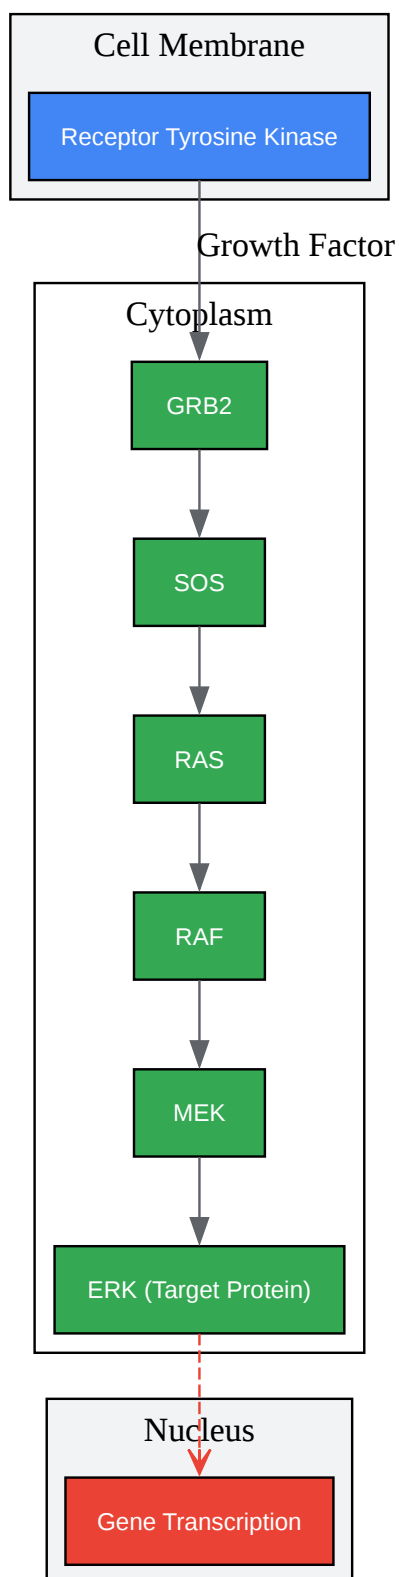 Cell Membrane
Receptor Tyrosine Kinase
Growth Factor
Cytoplasm
GRB2
SOS
RAS
RAF
MEK
ERK (Target Protein)
Nucleus
Gene Transcription